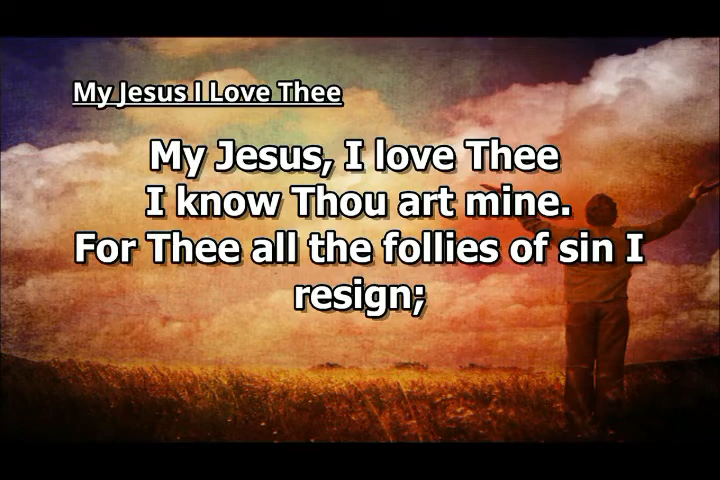 My Jesus I Love Thee
My Jesus, I love Thee
I know Thou art mine.
For Thee all the follies of sin I
resign;